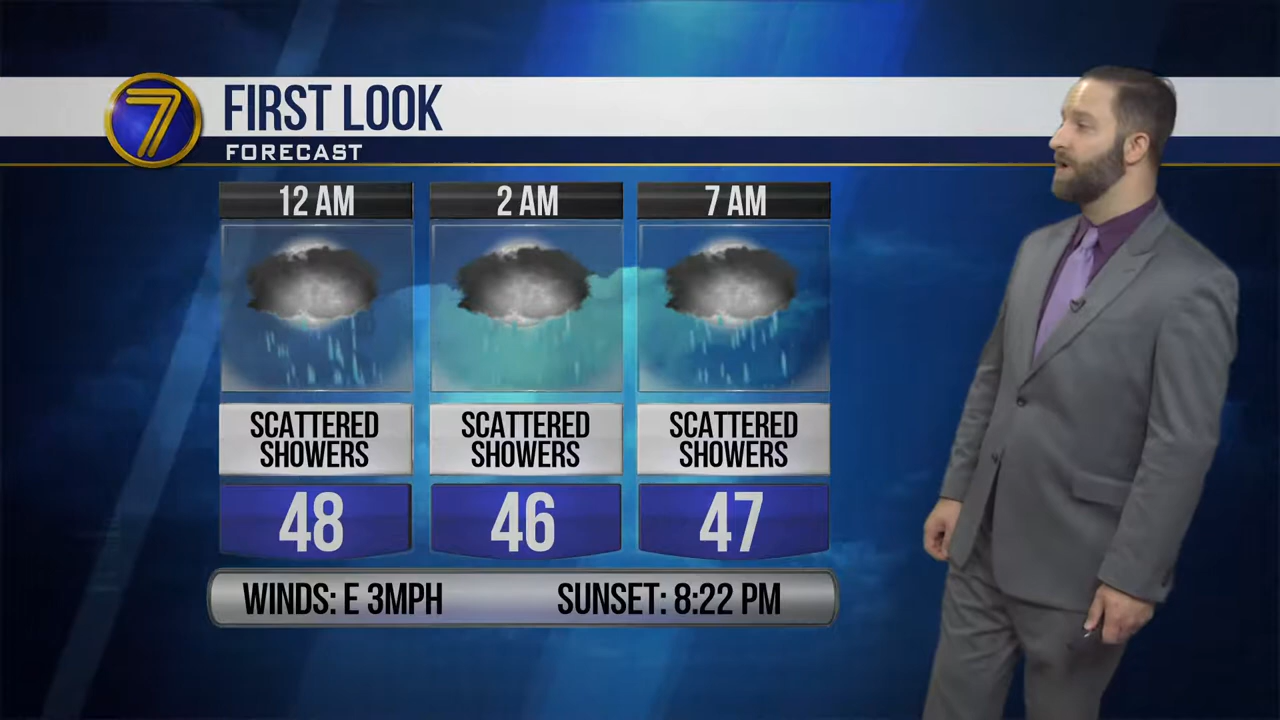 7
FIRST LOOK
FORECAST
12 AM
2 AM
7 AM
SCATTERED
SHOWERS
SCATTERED
SHOWERS
SCATTERED
SHOWERS
48
46
47
WINDS: E 3MPH
SUNSET: 8:22 PM